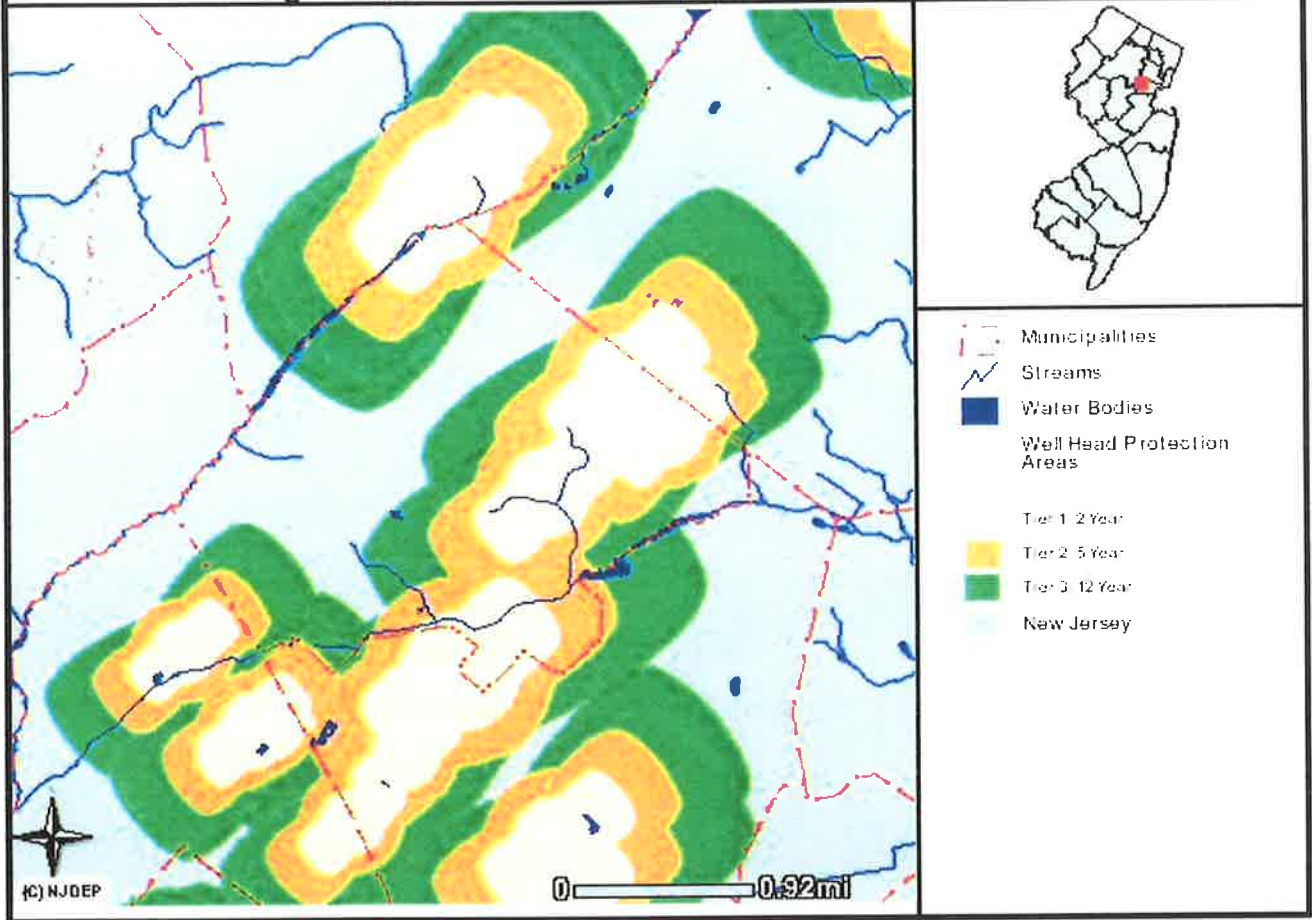 Municipalities
Streams
Water Bodies
Well Head Protection
Areas
Tier 1 2 Year
Tier 2 5 Year
Tier 3 12 Year
New Jersey
(C) NJDEP
0 0.92mi